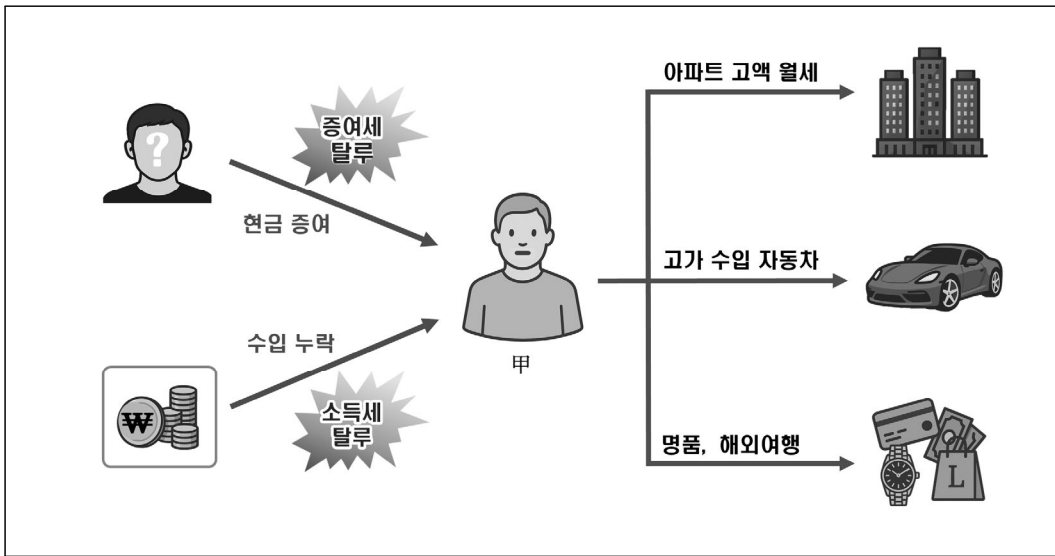 아파트 고액 월세
?
증여세
탈루
현금 증여
고가 수입 자동차
수입 누락
甲
₩
소득세
탈루
명품, 해외여행
L